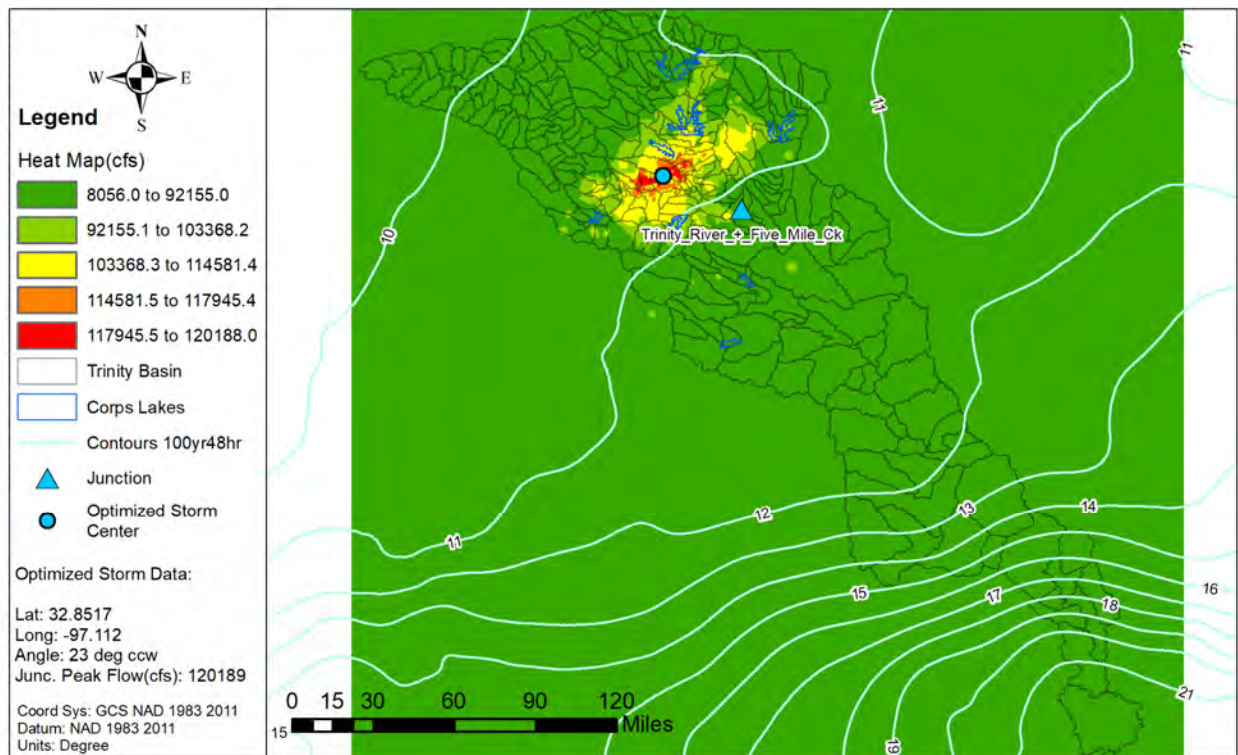 N
W
E
S
Legend
Heat Map(cfs)
8056.0 to 92155.0
92155.1 to 103368.2
103368.3 to 114581.4
114581.5 to 117945.4
117945.5 to 120188.0
Trinity Basin
Corps Lakes
Contours 100yr48hr
Junction
Optimized Storm
Center
Optimized Storm Data:
Lat: 32.8517
Long: -97.112
Angle: 23 deg ccw
Junc. Peak Flow(cfs): 120189
Coord Sys: GCS NAD 1983 2011
Datum: NAD 1983 2011
Units: Degree
11
11
10
Trinity_River_+_Five_Mile_Ck
12
13
14
11
15
17
16
18
21
19
15
0 15 30 60 90 120
Miles